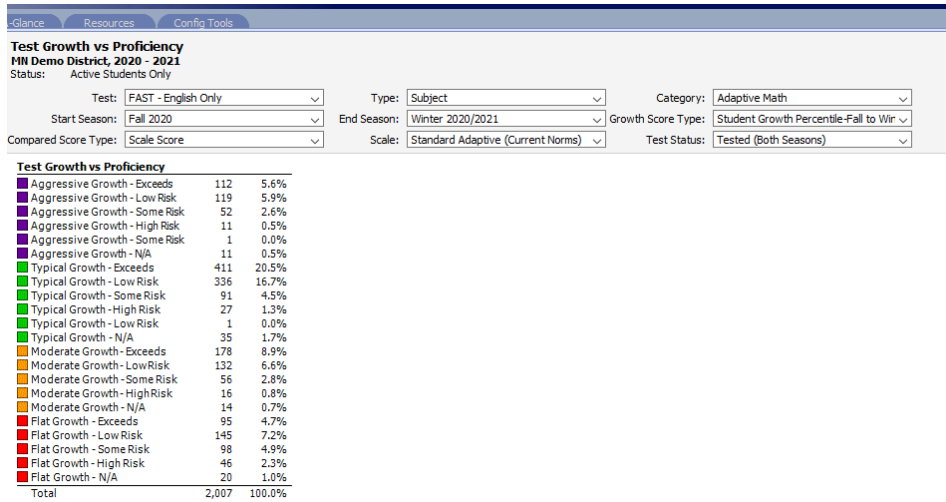 -Glance Resources Config Tools
Test Growth vs Proficiency
MN Demo District, 2020 - 2021
Status: Active Students Only
Test: FAST - English Only Type: Subject Category: Adaptive Math
Start Season: Fall 2020 End Season: Winter 2020/2021 Growth Score Type: Student Growth Percentile-Fall to Wir
Compared Score Type: Scale Score Scale: Standard Adaptive (Current Norms) Test Status: Tested (Both Seasons)
Test Growth vs Proficiency
Aggressive Growth - Exceeds 112 5.6%
Aggressive Growth - Low Risk 119 5.9%
Aggressive Growth - Some Risk 52 2.6%
Aggressive Growth - High Risk 11 0.5%
Aggressive Growth - Some Risk 1 0.0%
Aggressive Growth - N/A 11 0.5%
Typical Growth - Exceeds 411 20.5%
Typical Growth - Low Risk 336 16.7%
Typical Growth - Some Risk 91 4.5%
Typical Growth - High Risk 27 1.3%
Typical Growth - Low Risk 1 0.0%
Typical Growth - N/A 35 1.7%
Moderate Growth - Exceeds 178 8.9%
Moderate Growth - Low Risk 132 6.6%
Moderate Growth - Some Risk 56 2.8%
Moderate Growth - High Risk 16 0.8%
Moderate Growth - N/A 14 0.7%
Flat Growth - Exceeds 95 4.7%
Flat Growth - Low Risk 145 7.2%
Flat Growth - Some Risk 98 4.9%
Flat Growth - High Risk 46 2.3%
Flat Growth - N/A 20 1.0%
Total 2,007 100.0%